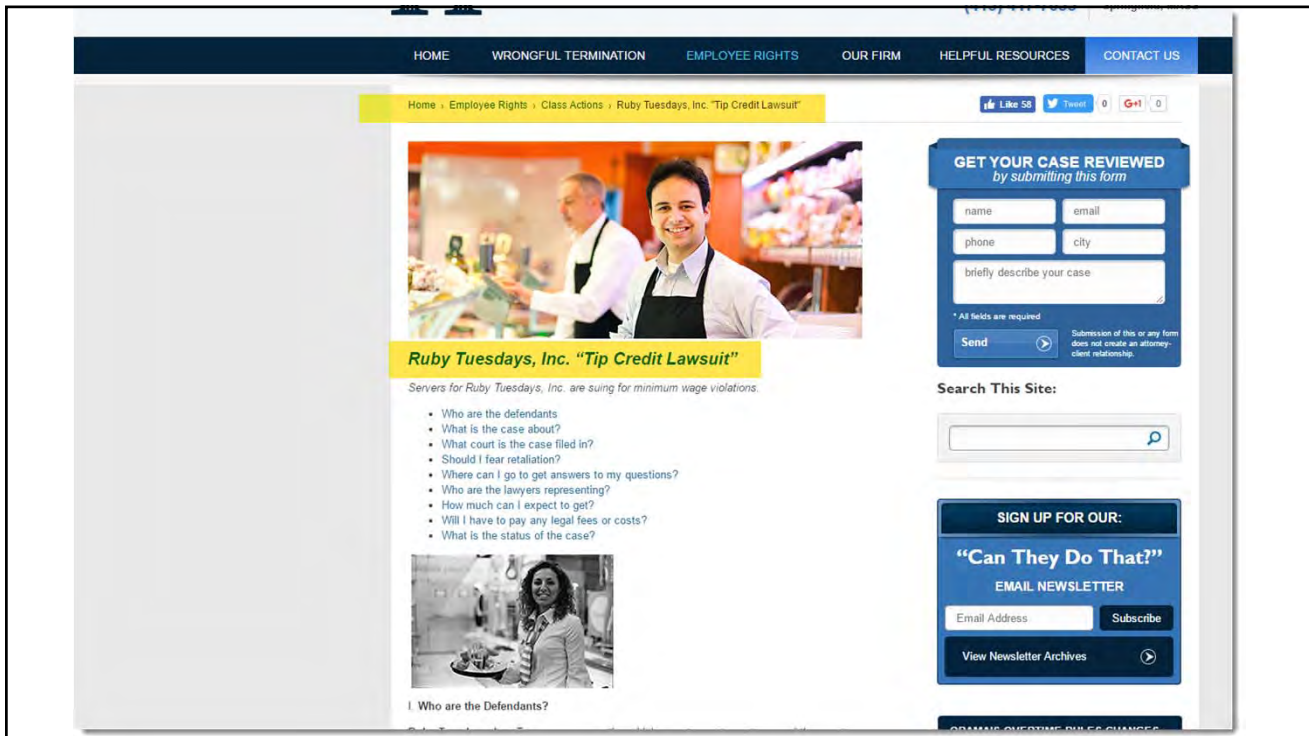 HOME WRONGFUL TERMINATION EMPLOYEE RIGHTS OUR FIRM HELPFUL RESOURCES CONTACT US
Home › Employee Rights › Class Actions › Ruby Tuesdays, Inc. "Tip Credit Lawsuit"
Like 58 Tweet 0 G+1 0
GET YOUR CASE REVIEWED
by submitting this form
name email
phone city
briefly describe your case
* All fields are required
Send
Submission of this or any form
does not create an attorney-
client relationship.
Ruby Tuesdays, Inc. “Tip Credit Lawsuit”
Servers for Ruby Tuesdays, Inc. are suing for minimum wage violations.
• Who are the defendants
• What is the case about?
• What court is the case filed in?
• Should I fear retaliation?
• Where can I go to get answers to my questions?
• Who are the lawyers representing?
• How much can I expect to get?
• Will I have to pay any legal fees or costs?
• What is the status of the case?
I. Who are the Defendants?
Search This Site:
SIGN UP FOR OUR:
“Can They Do That?”
EMAIL NEWSLETTER
Email Address Subscribe
View Newsletter Archives
OBAMA'S OVERTIME RULES CHANGES